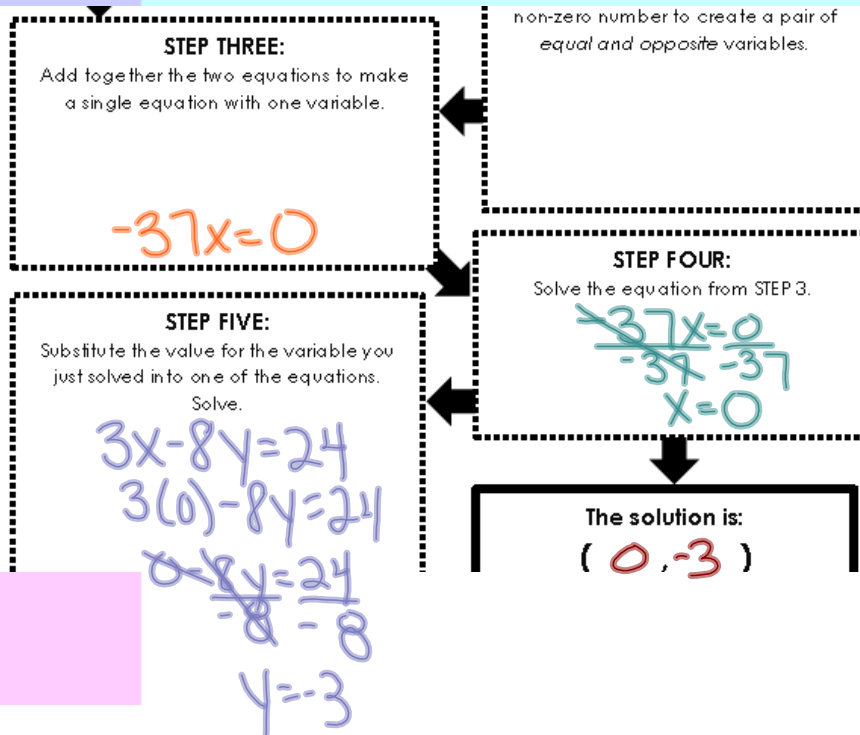 non-zero number to create a pair of
equal and opposite variables.
STEP THREE:
Add together the two equations to make
a single equation with one variable.
-37x=0
STEP FOUR:
Solve the equation from STEP 3.
-37x=0
-37 -37
x=0
STEP FIVE:
Substitute the value for the variable you
just solved into one of the equations.
Solve.
3x-8y=24
3(0)-8y=24
0-8y=24
-8 -8
y=-3
The solution is:
( 0 , -3 )